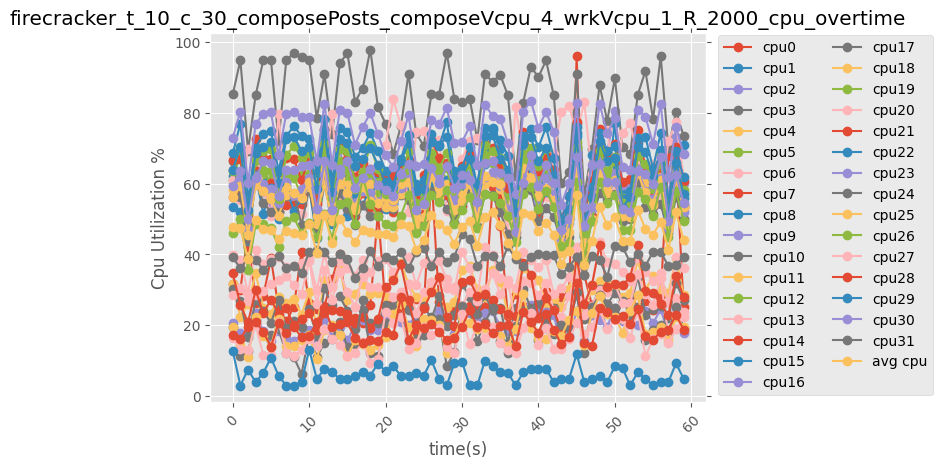 firecracker_t_10_c_30_composePosts_composeVcpu_4_wrkVcpu_1_R_2000_cpu_overtime
100
80
60
40
20
0
Cpu Utilization %
0
10
20
30
40
50
60
time(s)
cpu0
cpu1
cpu2
cpu3
cpu4
cpu5
cpu6
cpu7
cpu8
cpu9
cpu10
cpu11
cpu12
cpu13
cpu14
cpu15
cpu16
cpu17
cpu18
cpu19
cpu20
cpu21
cpu22
cpu23
cpu24
cpu25
cpu26
cpu27
cpu28
cpu29
cpu30
cpu31
avg cpu